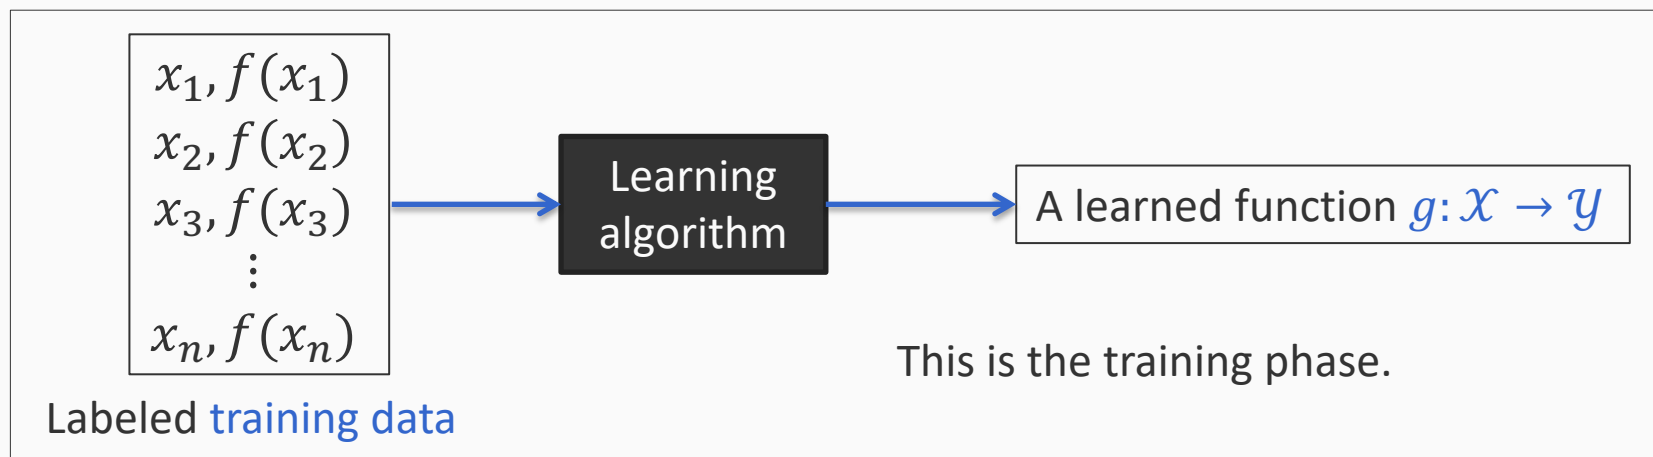 x₁, f(x₁)
x₂, f(x₂)
x₃, f(x₃)
⋮
xₙ, f(xₙ)
Labeled training data
Learning
algorithm
A learned function g: 𝒳 → 𝒴
This is the training phase.